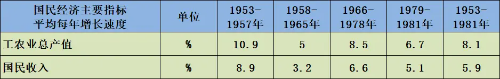 国民经济主要指标
平均每年增长速度 单位 1953-1957年 1958-1965年 1966-1978年 1979-1981年 1953-1981年
工农业总产值 % 10.9 5 8.5 6.7 8.1
国民收入 % 8.9 3.2 6.6 5.1 5.9